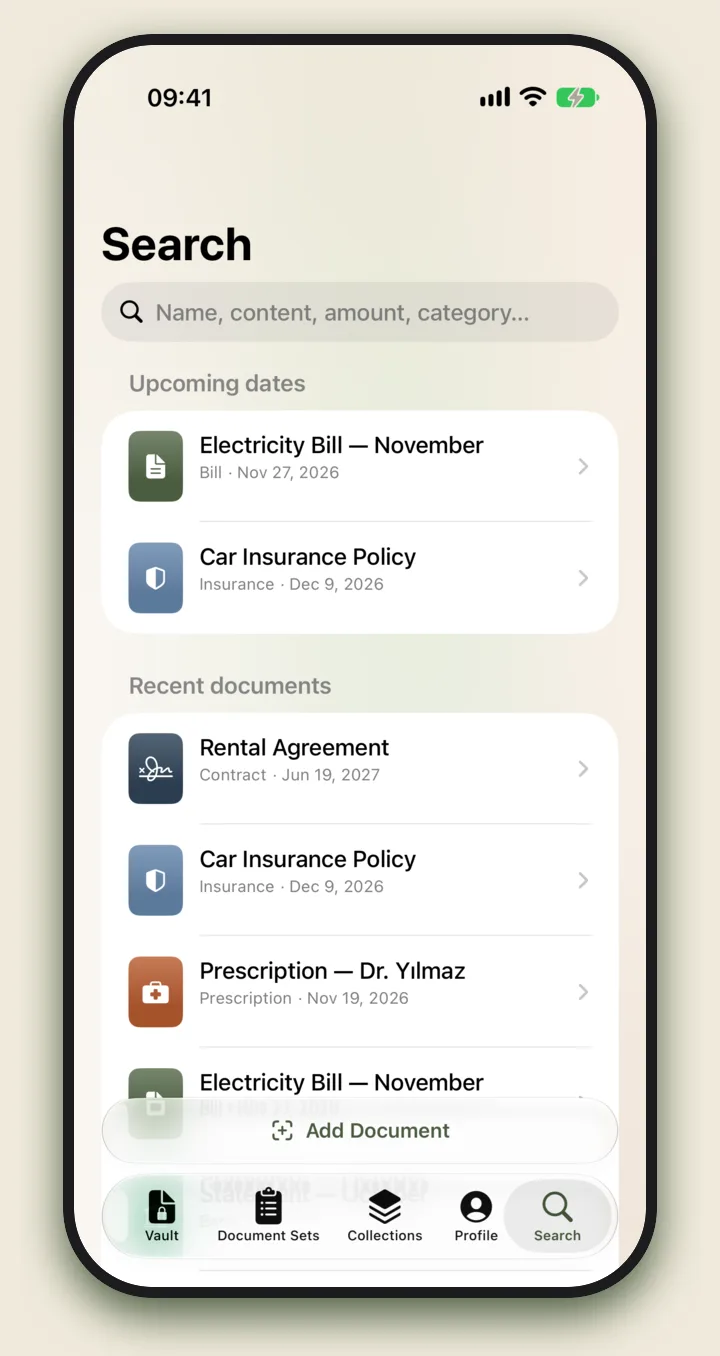 09:41
Search
Name, content, amount, category...
Upcoming dates
Electricity Bill — November
Bill · Nov 27, 2026
Car Insurance Policy
Insurance · Dec 9, 2026
Recent documents
Rental Agreement
Contract · Jun 19, 2027
Car Insurance Policy
Insurance · Dec 9, 2026
Prescription — Dr. Yılmaz
Prescription · Nov 19, 2026
Electricity Bill — November
Add Document
Statement —
Vault
Document Sets
Collections
Profile
Search